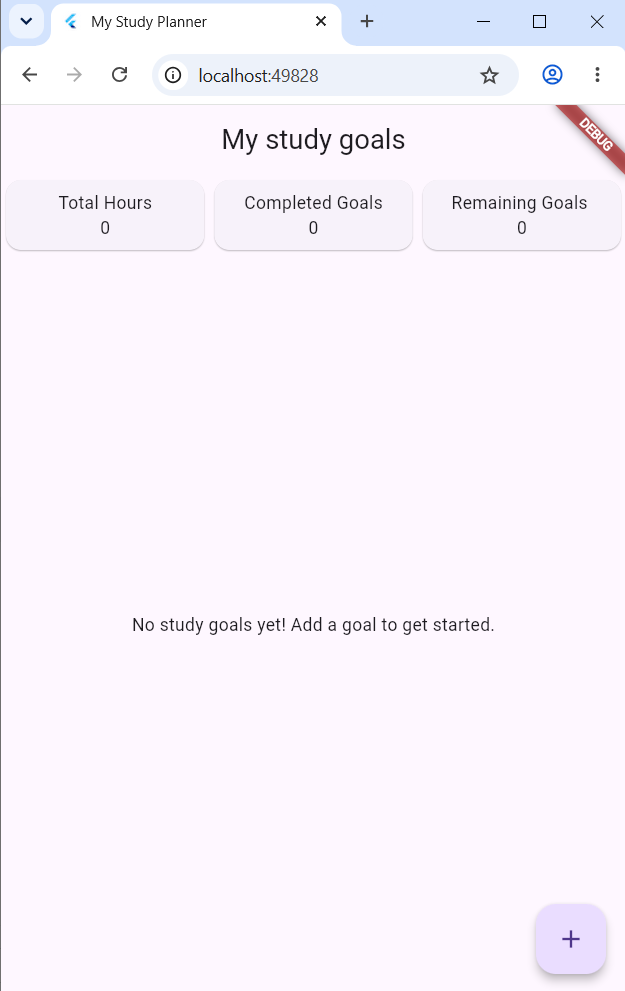 My Study Planner
localhost:49828
DEBUG
My study goals
Total Hours
0
Completed Goals
0
Remaining Goals
0
No study goals yet! Add a goal to get started.